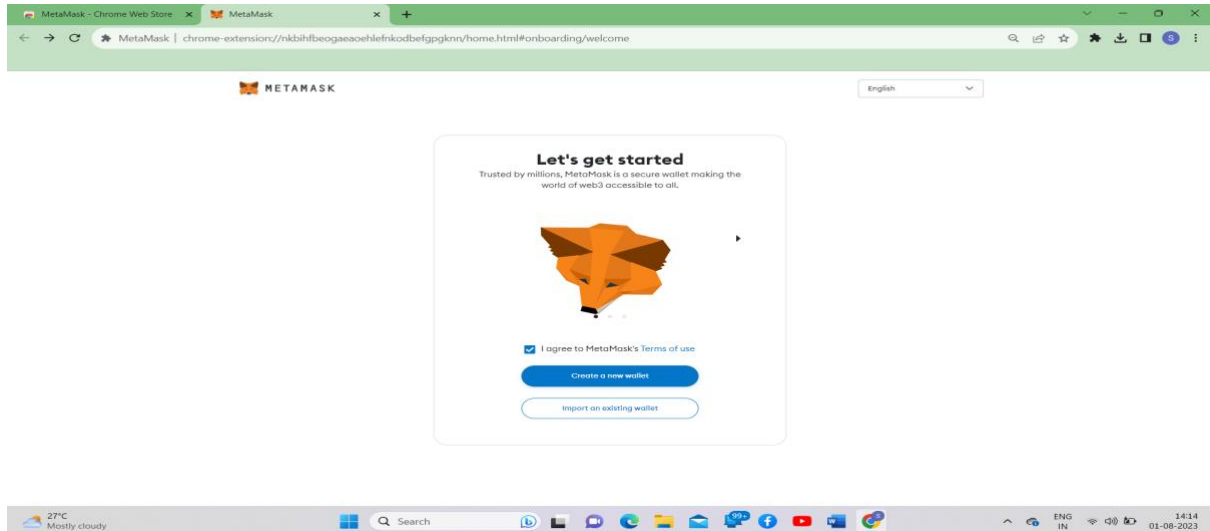 MetaMask - Chrome Web Store
MetaMask
MetaMask | chrome-extension://nkbihfbeogaeaoehlefnkodbefgpgknn/home.html#onboarding/welcome
S
METAMASK
English
Let's get started
Trusted by millions, MetaMask is a secure wallet making the
world of web3 accessible to all.
I agree to MetaMask's Terms of use
Create a new wallet
Import an existing wallet
27°C
Mostly cloudy
Search
99+
ENG
IN
14:14
01-08-2023